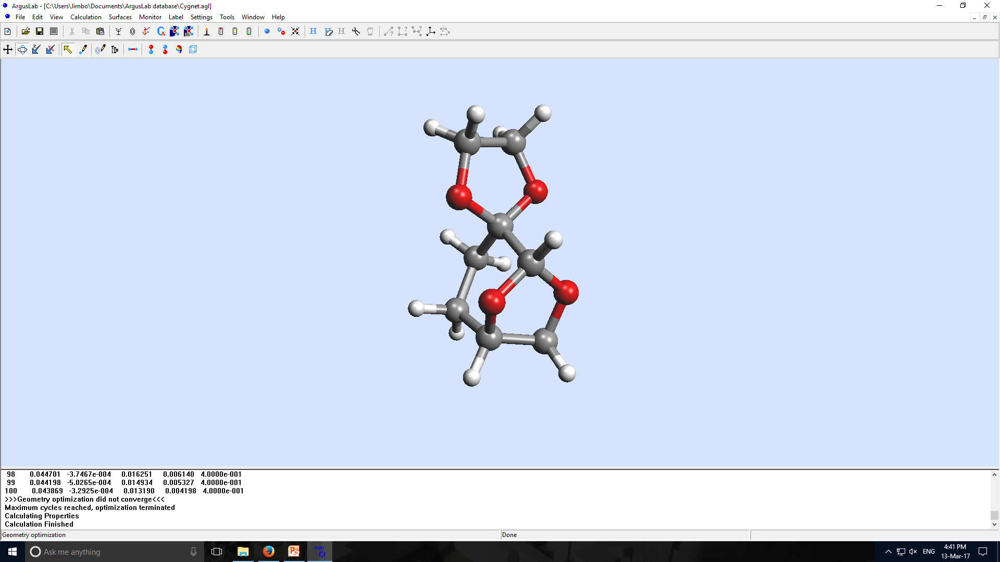 ArgusLab - [C:\Users\Jimbo\Documents\ArgusLab database\Cygnet.agl]
File Edit View Calculation Surfaces Monitor Label Settings Tools Window Help
98 0.044701 -3.7467e-004 0.016251 0.006140 4.0000e-001
99 0.044198 -5.0265e-004 0.014934 0.005327 4.0000e-001
100 0.043869 -3.2925e-004 0.013190 0.004198 4.0000e-001
>>>Geometry optimization did not converge<<<
Maximum cycles reached, optimization terminated
Calculating Properties
Calculation Finished
Geometry optimization Done
Ask me anything
ENG
4:41 PM
13-Mar-17